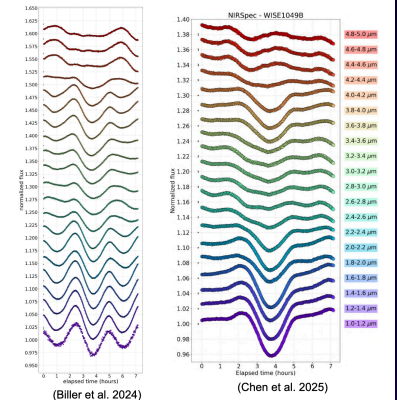 NIRSpec - WISE1049B
1.650
1.625
1.600
1.575
1.550
1.525
1.500
1.475
1.450
1.425
1.400
1.375
1.350
1.325
1.300
1.275
1.250
1.225
1.200
1.175
1.150
1.125
1.100
1.075
1.050
1.025
1.000
0.975
0.950
normalized flux
0 1 2 3 4 5 6 7
elapsed time (hours)
(Biller et al. 2024)
1.40
1.38
1.36
1.34
1.32
1.30
1.28
1.26
1.24
1.22
1.20
1.18
1.16
1.14
1.12
1.10
1.08
1.06
1.04
1.02
1.00
0.98
0.96
Normalized flux
0 1 2 3 4 5 6 7
Elapsed time (hours)
(Chen et al. 2025)
4.8-5.0 μm
4.6-4.8 μm
4.4-4.6 μm
4.2-4.4 μm
4.0-4.2 μm
3.8-4.0 μm
3.6-3.8 μm
3.4-3.6 μm
3.2-3.4 μm
3.0-3.2 μm
2.8-3.0 μm
2.6-2.8 μm
2.4-2.6 μm
2.2-2.4 μm
2.0-2.2 μm
1.8-2.0 μm
1.6-1.8 μm
1.4-1.6 μm
1.2-1.4 μm
1.0-1.2 μm